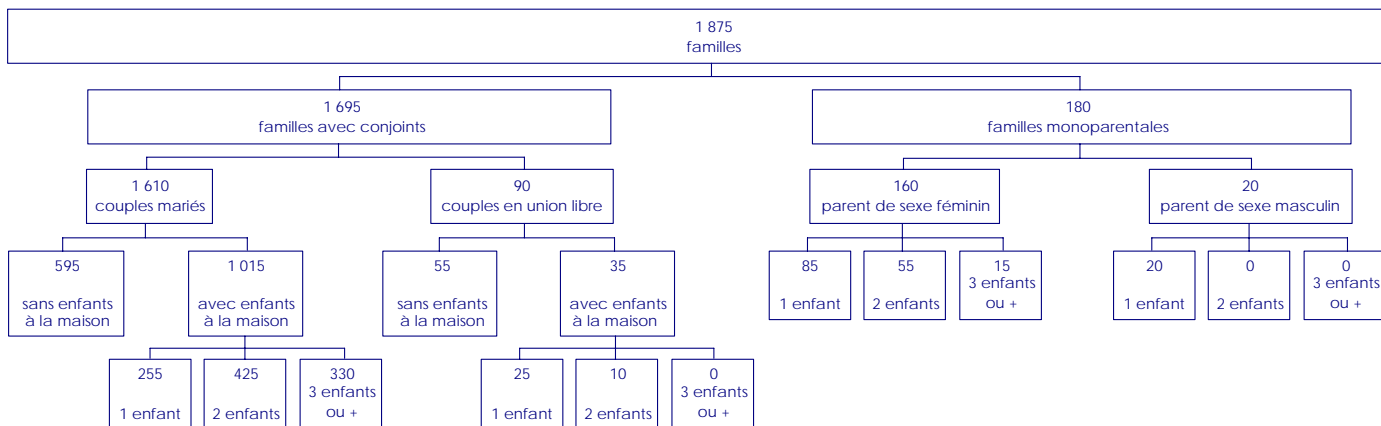 1 875
familles
1 695
familles avec conjoints
180
familles monoparentales
1 610
couples mariés
90
couples en union libre
160
parent de sexe féminin
20
parent de sexe masculin
595
sans enfants
à la maison
1 015
avec enfants
à la maison
55
sans enfants
à la maison
35
avec enfants
à la maison
85
1 enfant
55
2 enfants
15
3 enfants
ou +
20
1 enfant
0
2 enfants
0
3 enfants
ou +
255
1 enfant
425
2 enfants
330
3 enfants
ou +
25
1 enfant
10
2 enfants
0
3 enfants
ou +